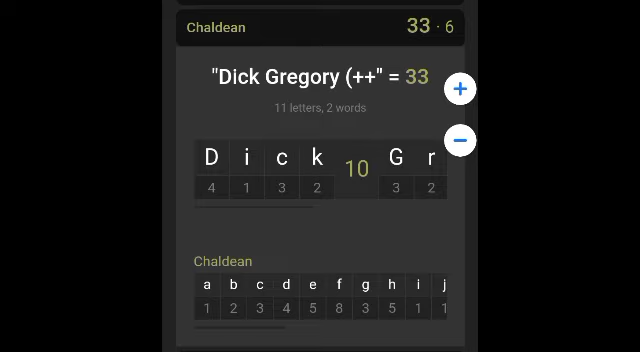 Chaldean 33 · 6
"Dick Gregory (++" = 33
11 letters, 2 words
D i c k 10 G r
4 1 3 2 3 2
Chaldean
a b c d e f g h i j
1 2 3 4 5 8 3 5 1 1